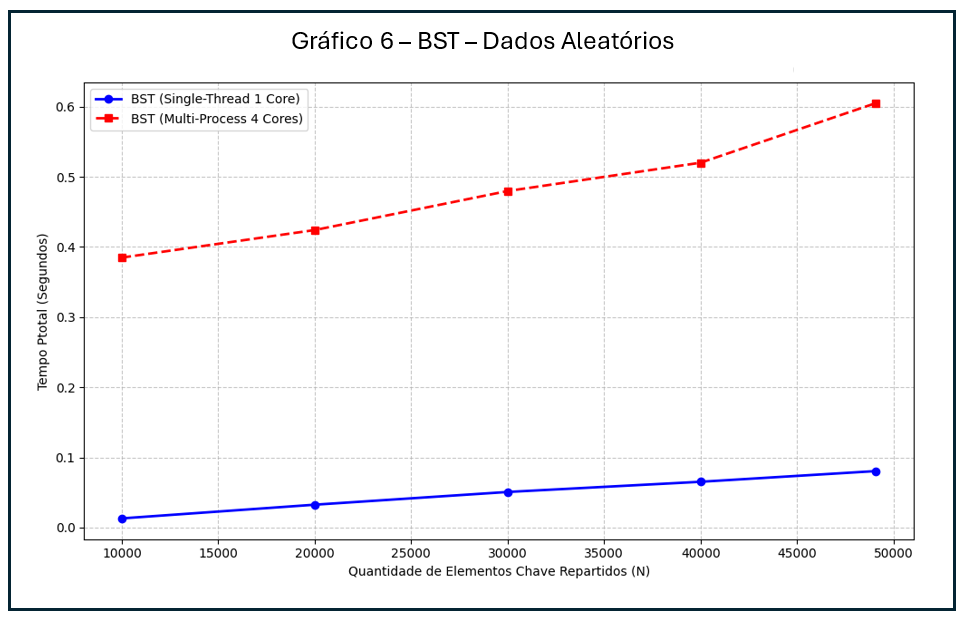 Gráfico 6 – BST – Dados Aleatórios
BST (Single-Thread 1 Core)
BST (Multi-Process 4 Cores)
0.6
0.5
0.4
0.3
0.2
0.1
0.0
Tempo Ptotal (Segundos)
10000 15000 20000 25000 30000 35000 40000 45000 50000
Quantidade de Elementos Chave Repartidos (N)